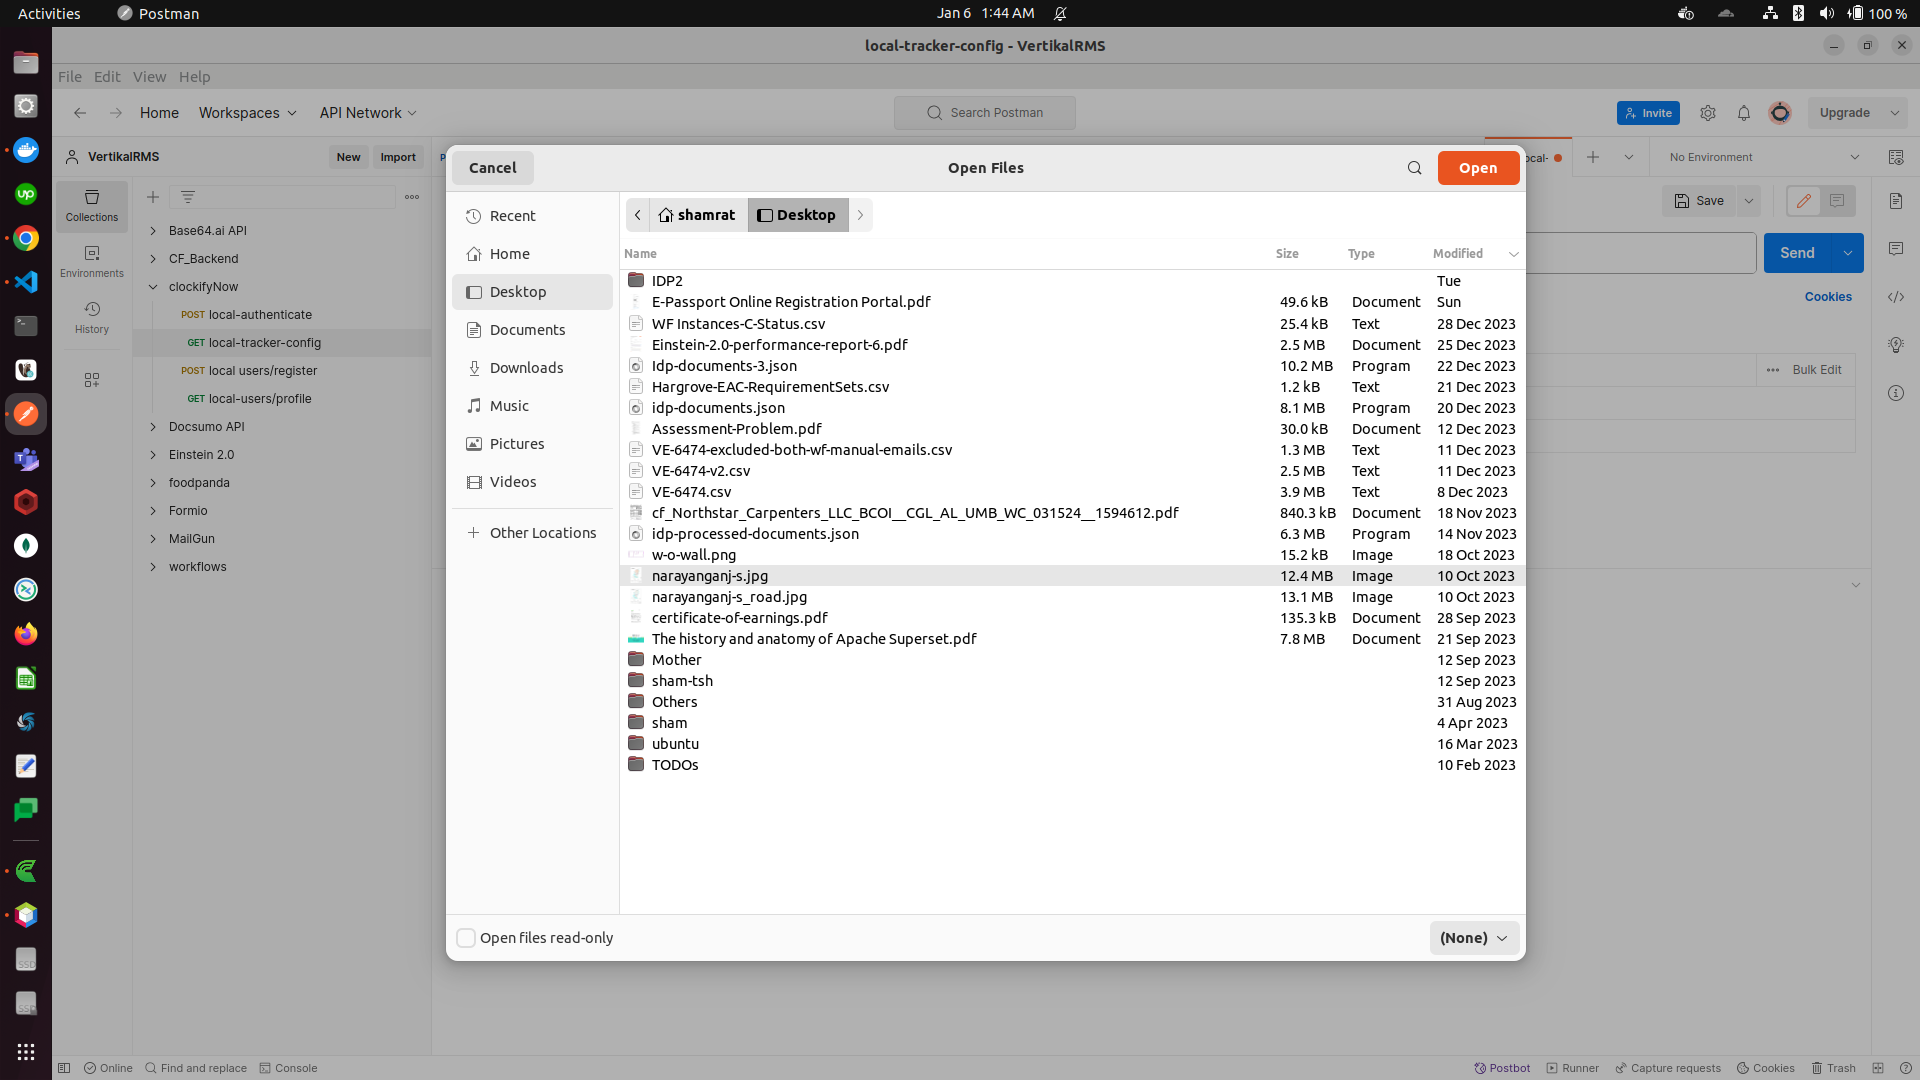 Activities Postman Jan 6 1:44 AM 100 %
local-tracker-config - VertikalRMS
File Edit View Help
Home Workspaces API Network Search Postman Invite Upgrade
VertikalRMS New Import
No Environment
Cancel Open Files Open
Collections
Environments
History
Base64.ai API
CF_Backend
clockifyNow
POST local-authenticate
GET local-tracker-config
POST local users/register
GET local-users/profile
Docsumo API
Einstein 2.0
foodpanda
Formio
MailGun
workflows
Save
Send
Cookies
Bulk Edit
Recent
Home
Desktop
Documents
Downloads
Music
Pictures
Videos
Other Locations
shamrat Desktop
Name Size Type Modified
IDP2 Tue
E-Passport Online Registration Portal.pdf 49.6 kB Document Sun
WF Instances-C-Status.csv 25.4 kB Text 28 Dec 2023
Einstein-2.0-performance-report-6.pdf 2.5 MB Document 25 Dec 2023
Idp-documents-3.json 10.2 MB Program 22 Dec 2023
Hargrove-EAC-RequirementSets.csv 1.2 kB Text 21 Dec 2023
idp-documents.json 8.1 MB Program 20 Dec 2023
Assessment-Problem.pdf 30.0 kB Document 12 Dec 2023
VE-6474-excluded-both-wf-manual-emails.csv 1.3 MB Text 11 Dec 2023
VE-6474-v2.csv 2.5 MB Text 11 Dec 2023
VE-6474.csv 3.9 MB Text 8 Dec 2023
cf_Northstar_Carpenters_LLC_BCOI__CGL_AL_UMB_WC_031524__1594612.pdf 840.3 kB Document 18 Nov 2023
idp-processed-documents.json 6.3 MB Program 14 Nov 2023
w-o-wall.png 15.2 kB Image 18 Oct 2023
narayanganj-s.jpg 12.4 MB Image 10 Oct 2023
narayanganj-s_road.jpg 13.1 MB Image 10 Oct 2023
certificate-of-earnings.pdf 135.3 kB Document 28 Sep 2023
The history and anatomy of Apache Superset.pdf 7.8 MB Document 21 Sep 2023
Mother 12 Sep 2023
sham-tsh 12 Sep 2023
Others 31 Aug 2023
sham 4 Apr 2023
ubuntu 16 Mar 2023
TODOs 10 Feb 2023
Open files read-only (None)
Online Find and replace Console Postbot Runner Capture requests Cookies Trash